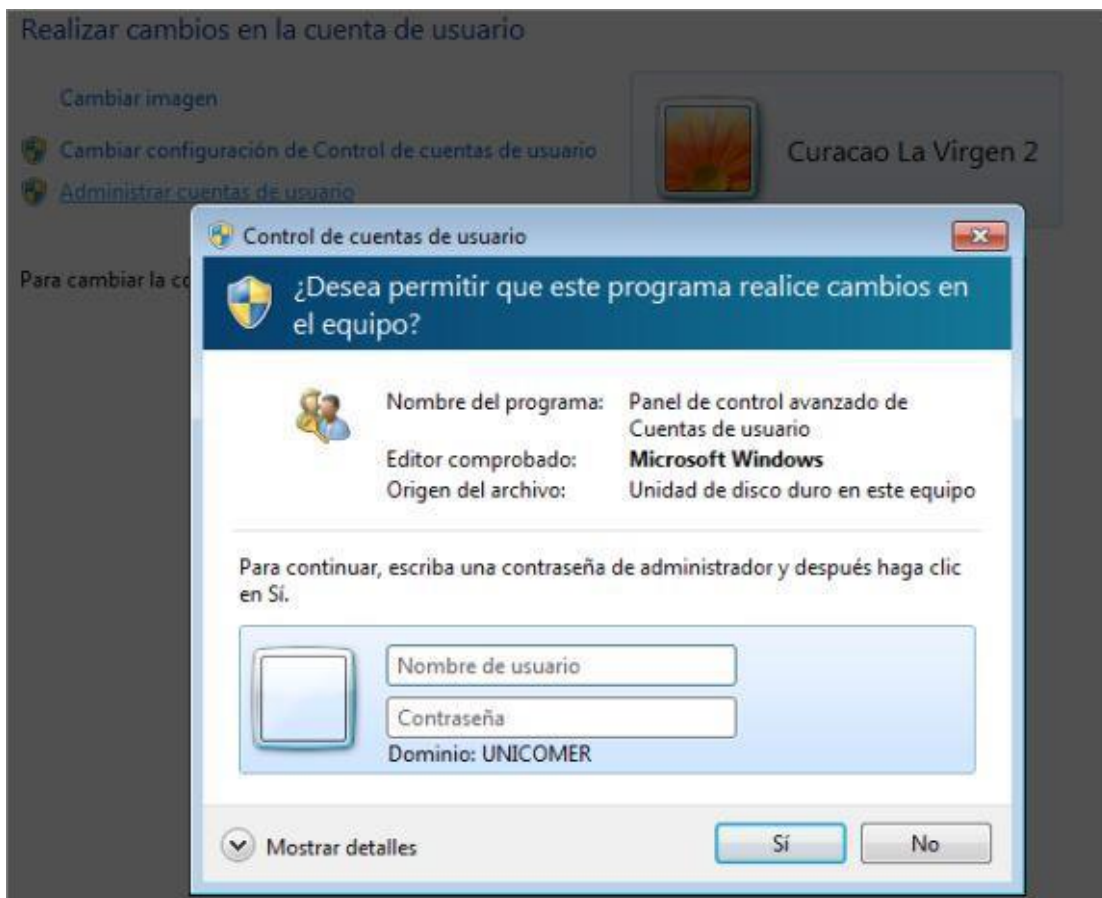 Realizar cambios en la cuenta de usuario
Cambiar imagen
Cambiar configuración de Control de cuentas de usuario
Administrar cuentas de usuario
Curacao La Virgen 2
Para cambiar la
Control de cuentas de usuario
¿Desea permitir que este programa realice cambios en
el equipo?
Nombre del programa: Panel de control avanzado de
Cuentas de usuario
Editor comprobado: Microsoft Windows
Origen del archivo: Unidad de disco duro en este equipo
Para continuar, escriba una contraseña de administrador y después haga clic
en Sí.
Nombre de usuario
Contraseña
Dominio: UNICOMER
Mostrar detalles
Sí
No